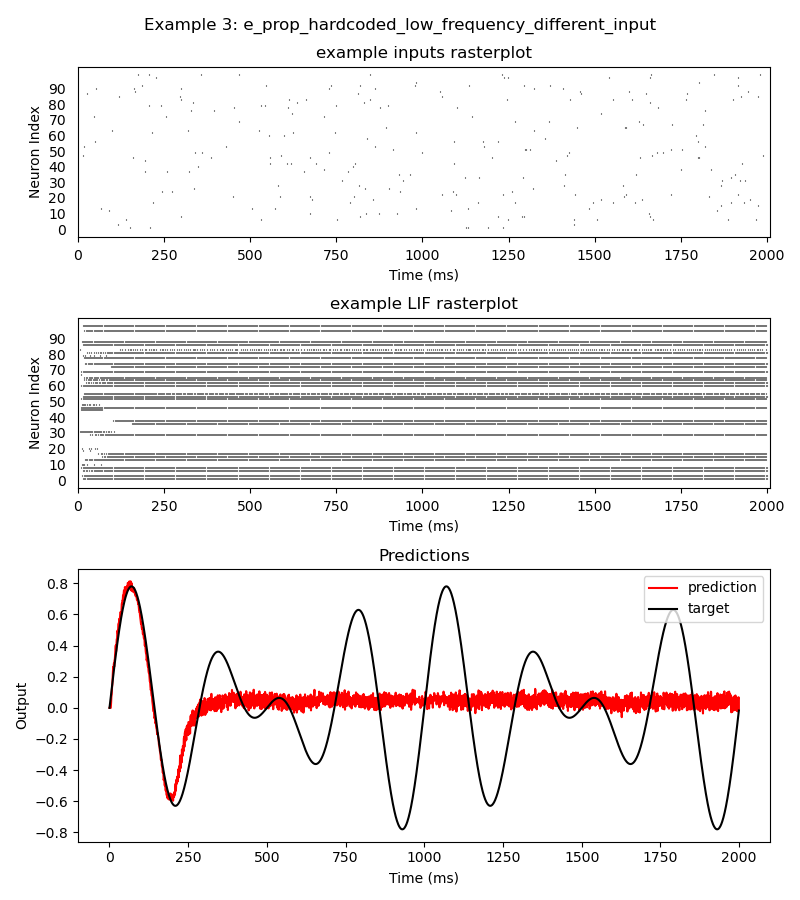 Example 3: e_prop_hardcoded_low_frequency_different_input
example inputs rasterplot
90
80
70
60
50
40
30
20
10
0
Neuron Index
0 250 500 750 1000 1250 1500 1750 2000
Time (ms)
example LIF rasterplot
90
80
70
60
50
40
30
20
10
0
Neuron Index
0 250 500 750 1000 1250 1500 1750 2000
Time (ms)
Predictions
prediction
target
0.8
0.6
0.4
0.2
0.0
−0.2
−0.4
−0.6
−0.8
Output
0 250 500 750 1000 1250 1500 1750 2000
Time (ms)